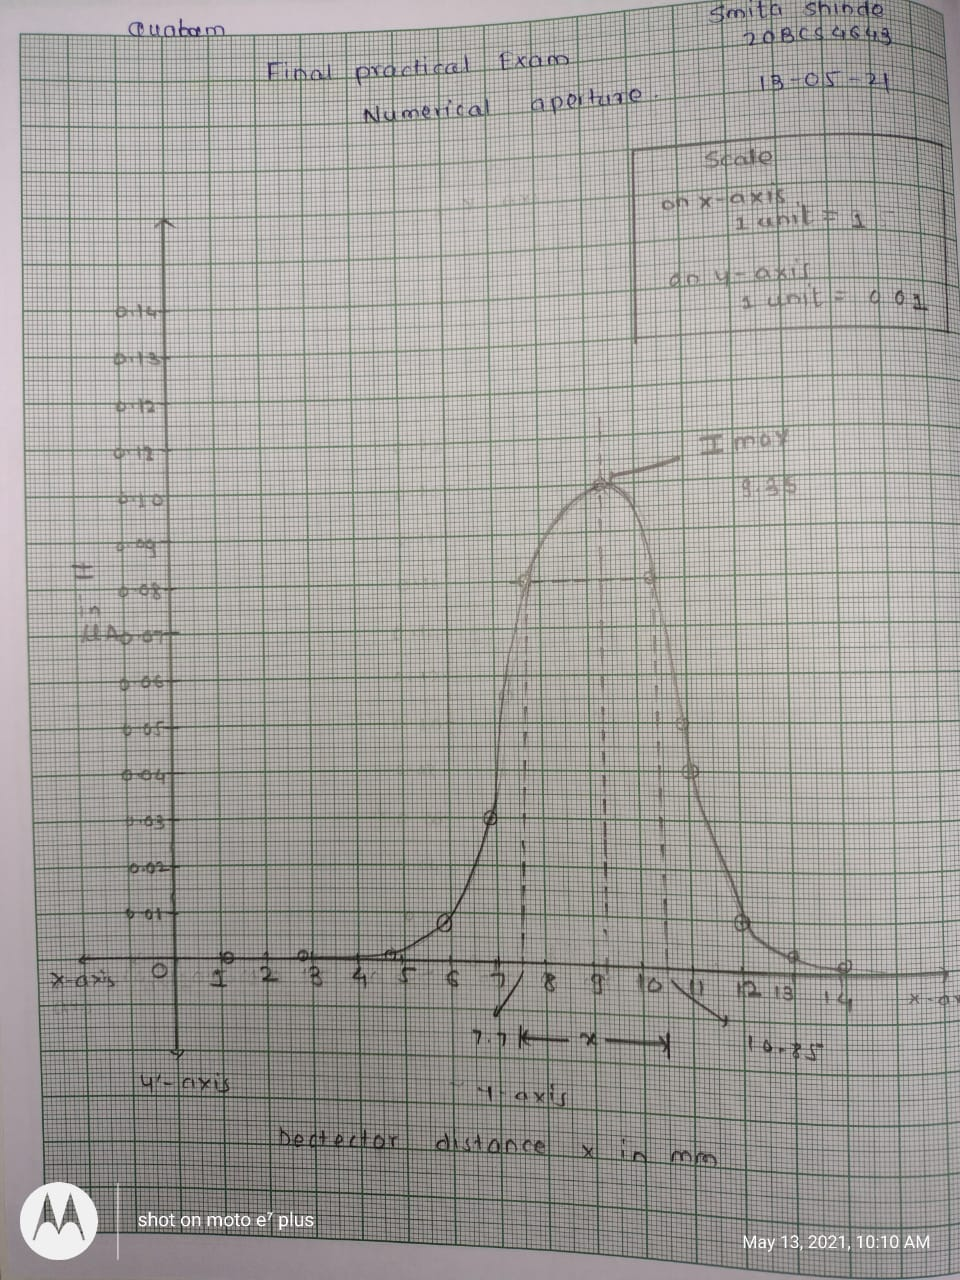 Quabam
Smita Shinde
20BCS4643
Final practical Exam
13-05-21
Numerical aperture.
Scale
on x-axis
1 unit = 1
on y-axis
1 unit = 0.01
0.14
0.13
0.12
0.12
0.10
0.09
0.08
0.07
0.06
0.05
0.04
0.03
0.02
0.01
I max
9.35
in
μA
x-axis
0 1 2 3 4 5 6 7 8 9 10 11 12 13 14
7.7
x
10.85
y'-axis
y-axis
Dectector distance x in mm
shot on moto e⁷ plus
May 13, 2021, 10:10 AM